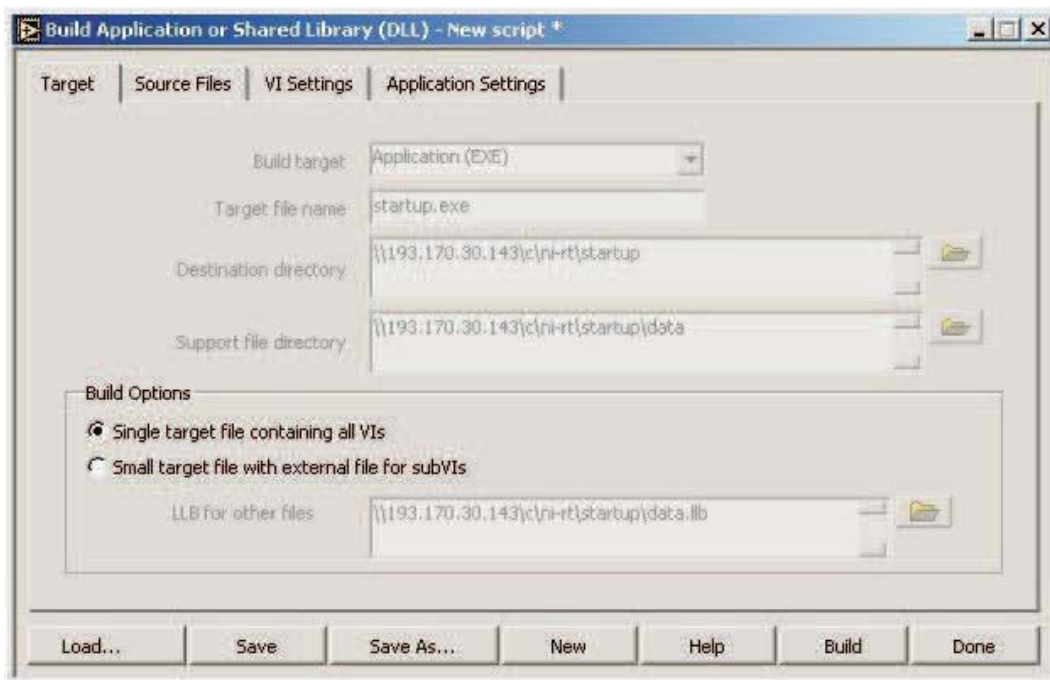 Build Application or Shared Library (DLL) - New script *
Target Source Files VI Settings Application Settings
Build target Application (EXE)
Target file name startup.exe
Destination directory \\193.170.30.143\c\ni-rt\startup
Support file directory \\193.170.30.143\c\ni-rt\startup\data
Build Options
Single target file containing all VIs
Small target file with external file for subVIs
LLB for other files \\193.170.30.143\c\ni-rt\startup\data.llb
Load... Save Save As... New Help Build Done